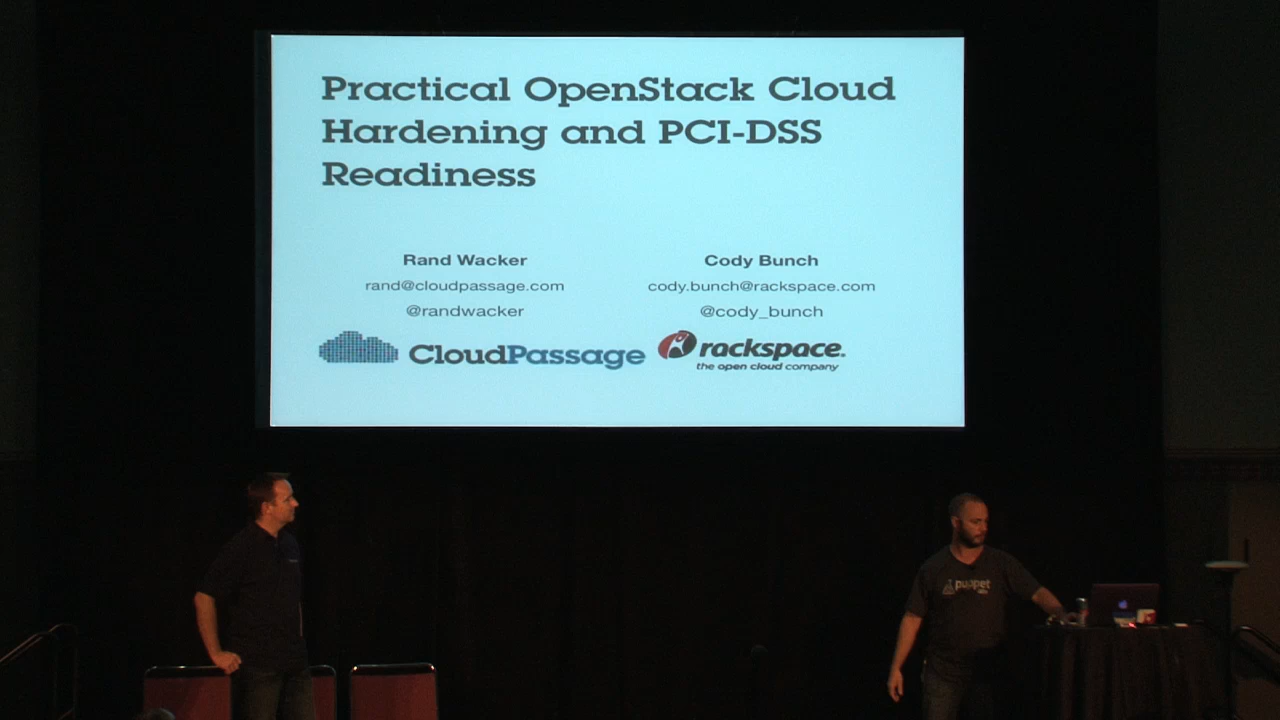 Practical OpenStack Cloud
Hardening and PCI-DSS
Readiness
Rand Wacker
Cody Bunch
rand@cloudpassage.com
cody.bunch@rackspace.com
@randwacker
@cody_bunch
CloudPassage
rackspace.
the open cloud company
puppet
labs